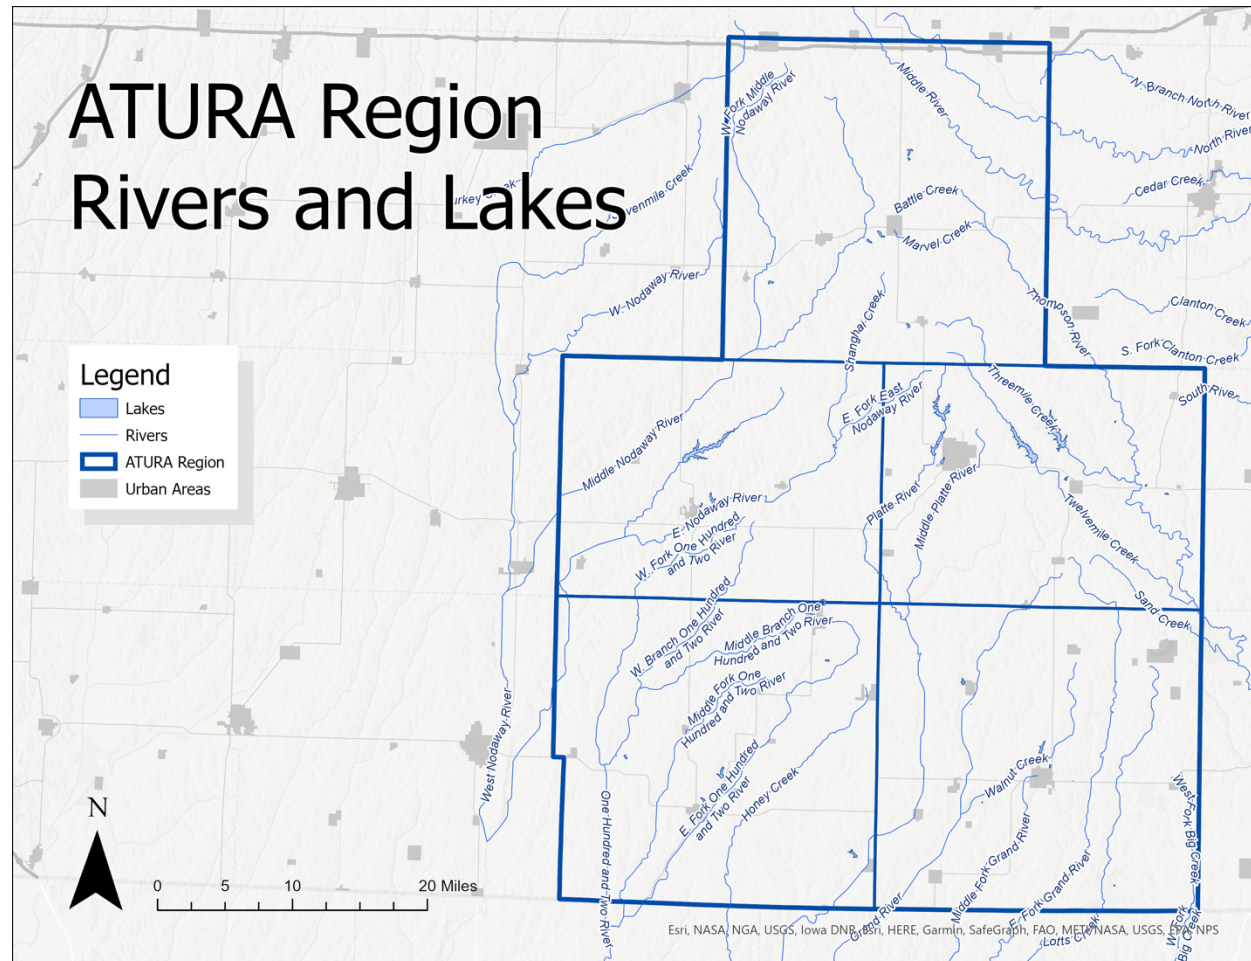 ATURA Region
Rivers and Lakes
Legend
Lakes
Rivers
ATURA Region
Urban Areas
N
0 5 10 20 Miles
W. Fork Middle
Nodaway River
Middle River
N. Branch North River
North River
Cedar Creek
Battle Creek
Marvel Creek
W. Nodaway River
Thompson River
Clanton Creek
S. Fork Clanton Creek
South River
Shanghai Creek
Threemile Creek
E. Fork East
Nodaway River
Middle Nodaway River
Platte River
Middle Platte River
Twelvemile Creek
E. Nodaway River
W. Fork One Hundred
and Two River
Sand Creek
W. Branch One Hundred
and Two River
Middle Branch One
Hundred and Two River
Middle Fork One
Hundred and Two River
West Nodaway River
E. Fork One Hundred
and Two River
Honey Creek
Walnut Creek
One Hundred and Two River
Grand River
Middle Fork Grand River
E. Fork Grand River
Lotts Creek
West Fork Big Creek
W. Fork
Big Creek
Esri, NASA, NGA, USGS, Iowa DNR, Esri, HERE, Garmin, SafeGraph, FAO, METI/NASA, USGS, EPA, NPS